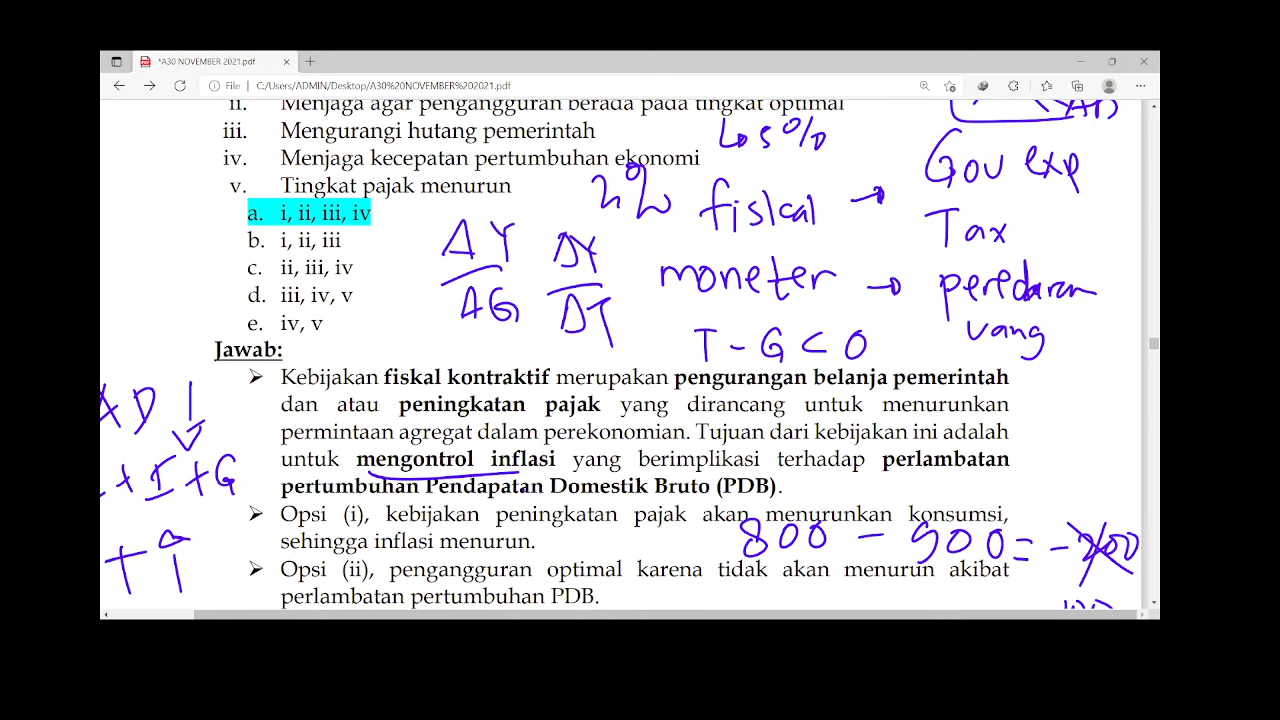 *A30 NOVEMBER 2021.pdf
File C:/Users/ADMIN/Desktop/A30%20NOVEMBER%202021.pdf
ii. Menjaga agar pengangguran berada pada tingkat optimal
AD
iii. Mengurangi hutang pemerintah
5%
iv. Menjaga kecepatan pertumbuhan ekonomi
Gov exp
v. Tingkat pajak menurun
2% fiskal →
a. i, ii, iii, iv
Tax
b. i, ii, iii
ΔY ΔY
c. ii, iii, iv
moneter → peredaran
d. iii, iv, v
ΔG ΔT
uang
e. iv, v
T - G < 0
Jawab:
➢ Kebijakan fiskal kontraktif merupakan pengurangan belanja pemerintah
dan atau peningkatan pajak yang dirancang untuk menurunkan
AD ↓
permintaan agregat dalam perekonomian. Tujuan dari kebijakan ini adalah
untuk mengontrol inflasi yang berimplikasi terhadap perlambatan
+ I + G
pertumbuhan Pendapatan Domestik Bruto (PDB).
➢ Opsi (i), kebijakan peningkatan pajak akan menurunkan konsumsi,
sehingga inflasi menurun.
800 - 900 = -
T ↑
➢ Opsi (ii), pengangguran optimal karena tidak akan menurun akibat
perlambatan pertumbuhan PDB.